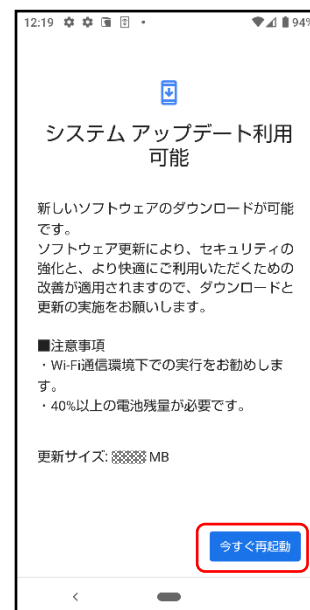 12:19 94%
システム アップデート利用
可能
新しいソフトウェアのダウンロードが可能
です。
ソフトウェア更新により、セキュリティの
強化と、より快適にご利用いただくための
改善が適用されますので、ダウンロードと
更新の実施をお願いします。
■注意事項
・Wi-Fi通信環境下での実行をお勧めしま
す。
・40%以上の電池残量が必要です。
更新サイズ: MB
今すぐ再起動